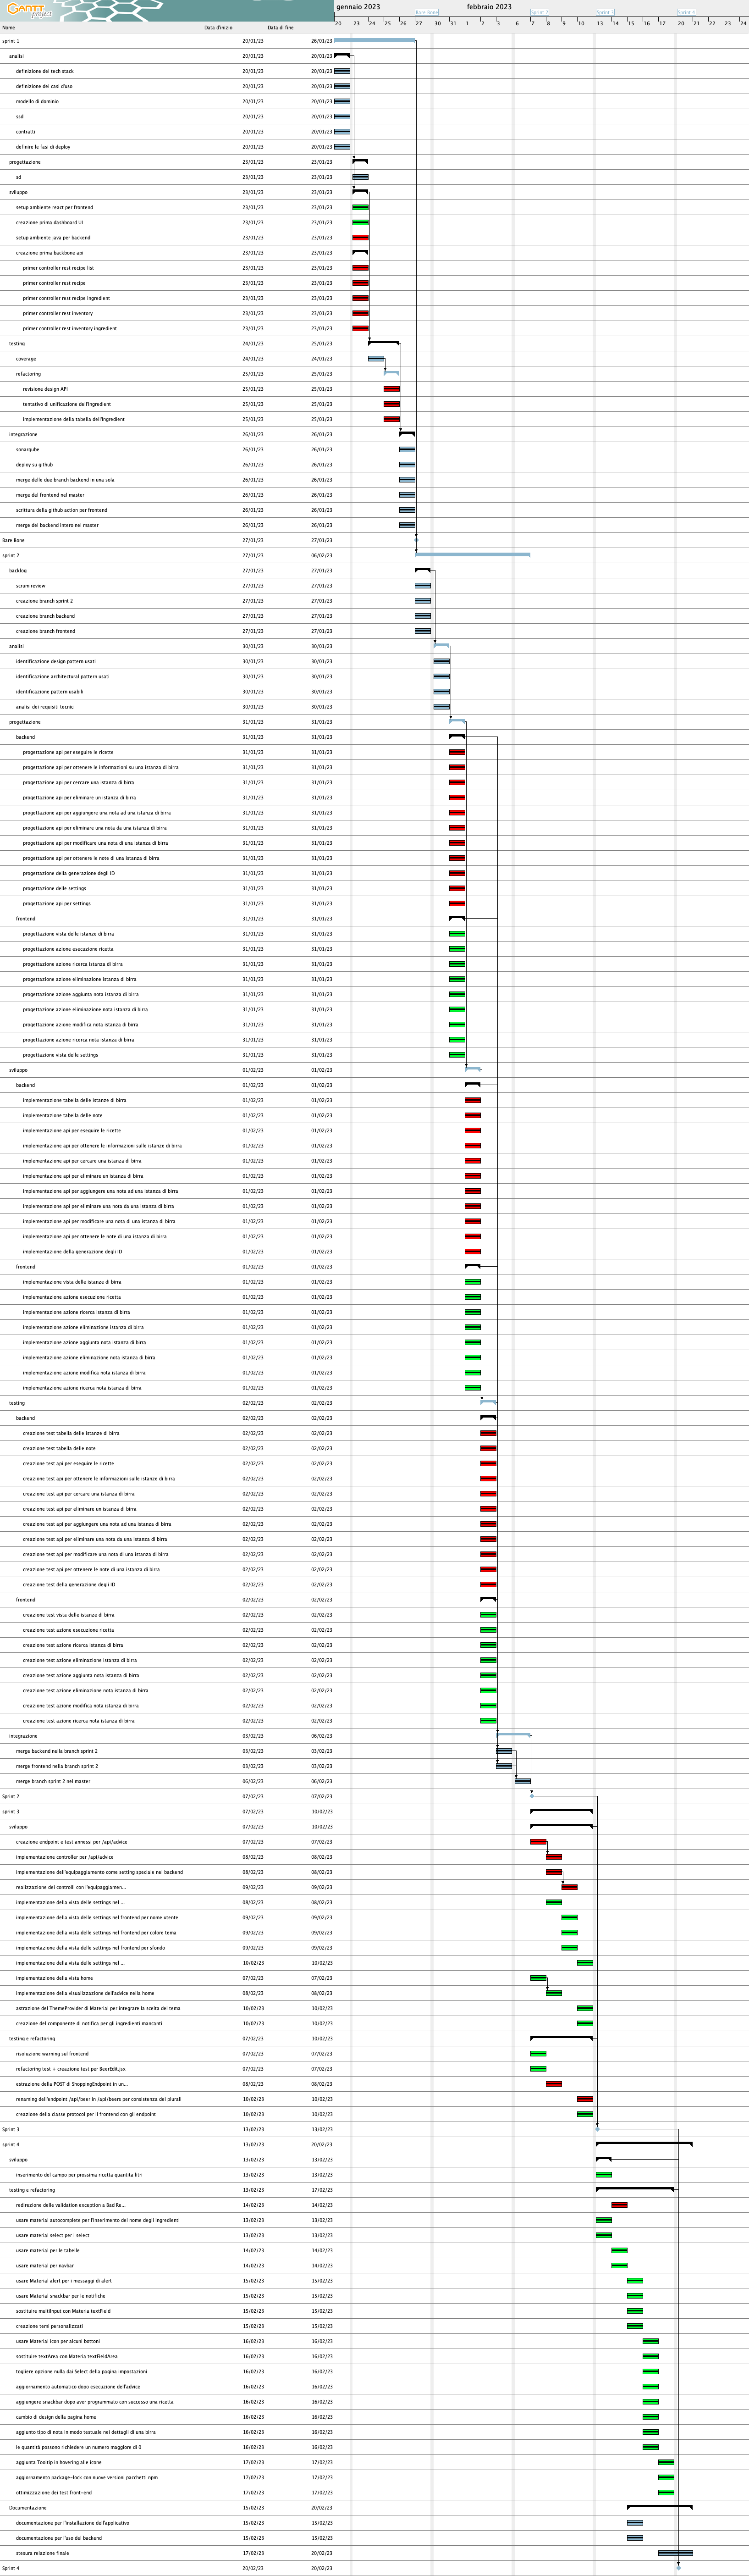 GANTT project
gennaio 2023 febbraio 2023
Bare Bone Sprint 2 Sprint 3 Sprint 4
Nome Data d'inizio Data di fine 20 23 24 25 26 27 30 31 1 2 3 6 7 8 9 10 13 14 15 16 17 20 21 22 23 24
sprint 1 20/01/23 26/01/23
analisi 20/01/23 20/01/23
definizione del tech stack 20/01/23 20/01/23
definizione dei casi d'uso 20/01/23 20/01/23
modello di dominio 20/01/23 20/01/23
ssd 20/01/23 20/01/23
contratti 20/01/23 20/01/23
definire le fasi di deploy 20/01/23 20/01/23
progettazione 23/01/23 23/01/23
sd 23/01/23 23/01/23
sviluppo 23/01/23 23/01/23
setup ambiente react per frontend 23/01/23 23/01/23
creazione prima dashboard UI 23/01/23 23/01/23
setup ambiente java per backend 23/01/23 23/01/23
creazione prima backbone api 23/01/23 23/01/23
primer controller rest recipe list 23/01/23 23/01/23
primer controller rest recipe 23/01/23 23/01/23
primer controller rest recipe ingredient 23/01/23 23/01/23
primer controller rest inventory 23/01/23 23/01/23
primer controller rest inventory ingredient 23/01/23 23/01/23
testing 24/01/23 25/01/23
coverage 24/01/23 24/01/23
refactoring 25/01/23 25/01/23
revisione design API 25/01/23 25/01/23
tentativo di unificazione dell'Ingredient 25/01/23 25/01/23
implementazione della tabella dell'Ingredient 25/01/23 25/01/23
integrazione 26/01/23 26/01/23
sonarqube 26/01/23 26/01/23
deploy su github 26/01/23 26/01/23
merge delle due branch backend in una sola 26/01/23 26/01/23
merge del frontend nel master 26/01/23 26/01/23
scrittura della github action per frontend 26/01/23 26/01/23
merge del backend intero nel master 26/01/23 26/01/23
Bare Bone 27/01/23 27/01/23
sprint 2 27/01/23 06/02/23
backlog 27/01/23 27/01/23
scrum review 27/01/23 27/01/23
creazione branch sprint 2 27/01/23 27/01/23
creazione branch backend 27/01/23 27/01/23
creazione branch frontend 27/01/23 27/01/23
analisi 30/01/23 30/01/23
identificazione design pattern usati 30/01/23 30/01/23
identificazione architectural pattern usati 30/01/23 30/01/23
identificazione pattern usabili 30/01/23 30/01/23
analisi dei requisiti tecnici 30/01/23 30/01/23
progettazione 31/01/23 31/01/23
backend 31/01/23 31/01/23
progettazione api per eseguire le ricette 31/01/23 31/01/23
progettazione api per ottenere le informazioni su una istanza di birra 31/01/23 31/01/23
progettazione api per cercare una istanza di birra 31/01/23 31/01/23
progettazione api per eliminare un istanza di birra 31/01/23 31/01/23
progettazione api per aggiungere una nota ad una istanza di birra 31/01/23 31/01/23
progettazione api per eliminare una nota da una istanza di birra 31/01/23 31/01/23
progettazione api per modificare una nota di una istanza di birra 31/01/23 31/01/23
progettazione api per ottenere le note di una istanza di birra 31/01/23 31/01/23
progettazione della generazione degli ID 31/01/23 31/01/23
progettazione delle settings 31/01/23 31/01/23
progettazione api per settings 31/01/23 31/01/23
frontend 31/01/23 31/01/23
progettazione vista delle istanze di birra 31/01/23 31/01/23
progettazione azione esecuzione ricetta 31/01/23 31/01/23
progettazione azione ricerca istanza di birra 31/01/23 31/01/23
progettazione azione eliminazione istanza di birra 31/01/23 31/01/23
progettazione azione aggiunta nota istanza di birra 31/01/23 31/01/23
progettazione azione eliminazione nota istanza di birra 31/01/23 31/01/23
progettazione azione modifica nota istanza di birra 31/01/23 31/01/23
progettazione azione ricerca nota istanza di birra 31/01/23 31/01/23
progettazione vista delle settings 31/01/23 31/01/23
sviluppo 01/02/23 01/02/23
backend 01/02/23 01/02/23
implementazione tabella delle istanze di birra 01/02/23 01/02/23
implementazione tabella delle note 01/02/23 01/02/23
implementazione api per eseguire le ricette 01/02/23 01/02/23
implementazione api per ottenere le informazioni sulle istanze di birra 01/02/23 01/02/23
implementazione api per cercare una istanza di birra 01/02/23 01/02/23
implementazione api per eliminare un istanza di birra 01/02/23 01/02/23
implementazione api per aggiungere una nota ad una istanza di birra 01/02/23 01/02/23
implementazione api per eliminare una nota da una istanza di birra 01/02/23 01/02/23
implementazione api per modificare una nota di una istanza di birra 01/02/23 01/02/23
implementazione api per ottenere le note di una istanza di birra 01/02/23 01/02/23
implementazione della generazione degli ID 01/02/23 01/02/23
frontend 01/02/23 01/02/23
implementazione vista delle istanze di birra 01/02/23 01/02/23
implementazione azione esecuzione ricetta 01/02/23 01/02/23
implementazione azione ricerca istanza di birra 01/02/23 01/02/23
implementazione azione eliminazione istanza di birra 01/02/23 01/02/23
implementazione azione aggiunta nota istanza di birra 01/02/23 01/02/23
implementazione azione eliminazione nota istanza di birra 01/02/23 01/02/23
implementazione azione modifica nota istanza di birra 01/02/23 01/02/23
implementazione azione ricerca nota istanza di birra 01/02/23 01/02/23
testing 02/02/23 02/02/23
backend 02/02/23 02/02/23
creazione test tabella delle istanze di birra 02/02/23 02/02/23
creazione test tabella delle note 02/02/23 02/02/23
creazione test api per eseguire le ricette 02/02/23 02/02/23
creazione test api per ottenere le informazioni sulle istanze di birra 02/02/23 02/02/23
creazione test api per cercare una istanza di birra 02/02/23 02/02/23
creazione test api per eliminare un istanza di birra 02/02/23 02/02/23
creazione test api per aggiungere una nota ad una istanza di birra 02/02/23 02/02/23
creazione test api per eliminare una nota da una istanza di birra 02/02/23 02/02/23
creazione test api per modificare una nota di una istanza di birra 02/02/23 02/02/23
creazione test api per ottenere le note di una istanza di birra 02/02/23 02/02/23
creazione test della generazione degli ID 02/02/23 02/02/23
frontend 02/02/23 02/02/23
creazione test vista delle istanze di birra 02/02/23 02/02/23
creazione test azione esecuzione ricetta 02/02/23 02/02/23
creazione test azione ricerca istanza di birra 02/02/23 02/02/23
creazione test azione eliminazione istanza di birra 02/02/23 02/02/23
creazione test azione aggiunta nota istanza di birra 02/02/23 02/02/23
creazione test azione eliminazione nota istanza di birra 02/02/23 02/02/23
creazione test azione modifica nota istanza di birra 02/02/23 02/02/23
creazione test azione ricerca nota istanza di birra 02/02/23 02/02/23
integrazione 03/02/23 06/02/23
merge backend nella branch sprint 2 03/02/23 03/02/23
merge frontend nella branch sprint 2 03/02/23 03/02/23
merge branch sprint 2 nel master 06/02/23 06/02/23
Sprint 2 07/02/23 07/02/23
sprint 3 07/02/23 10/02/23
sviluppo 07/02/23 10/02/23
creazione endpoint e test annessi per /api/advice 07/02/23 07/02/23
implementazione controller per /api/advice 08/02/23 08/02/23
implementazione dell'equipaggiamento come setting speciale nel backend 08/02/23 08/02/23
realizzazione dei controlli con l'equipaggiamen... 09/02/23 09/02/23
implementazione della vista delle settings nel ... 08/02/23 08/02/23
implementazione della vista delle settings nel frontend per nome utente 09/02/23 09/02/23
implementazione della vista delle settings nel frontend per colore tema 09/02/23 09/02/23
implementazione della vista delle settings nel frontend per sfondo 09/02/23 09/02/23
implementazione della vista delle settings nel ... 10/02/23 10/02/23
implementazione della vista home 07/02/23 07/02/23
implementazione della visualizzazione dell'advice nella home 08/02/23 08/02/23
astrazione del ThemeProvider di Material per integrare la scelta del tema 10/02/23 10/02/23
creazione del componente di notifica per gli ingredienti mancanti 10/02/23 10/02/23
testing e refactoring 07/02/23 10/02/23
risoluzione warning sul frontend 07/02/23 07/02/23
refactoring test + creazione test per BeerEdit.jsx 07/02/23 07/02/23
estrazione della POST di ShoppingEndpoint in un... 08/02/23 08/02/23
renaming dell'endpoint /api/beer in /api/beers per consistenza dei plurali 10/02/23 10/02/23
creazione della classe protocol per il frontend con gli endpoint 10/02/23 10/02/23
Sprint 3 13/02/23 13/02/23
sprint 4 13/02/23 20/02/23
sviluppo 13/02/23 13/02/23
inserimento del campo per prossima ricetta quantita litri 13/02/23 13/02/23
testing e refactoring 13/02/23 17/02/23
redirezione delle validation exception a Bad Re... 14/02/23 14/02/23
usare material autocomplete per l'inserimento del nome degli ingredienti 13/02/23 13/02/23
usare material select per i select 13/02/23 13/02/23
usare material per le tabelle 14/02/23 14/02/23
usare material per navbar 14/02/23 14/02/23
usare Material alert per i messaggi di alert 15/02/23 15/02/23
usare Material snackbar per le notifiche 15/02/23 15/02/23
sostituire multiInput con Materia textField 15/02/23 15/02/23
creazione temi personalizzati 15/02/23 15/02/23
usare Material icon per alcuni bottoni 16/02/23 16/02/23
sostituire textArea con Materia textFieldArea 16/02/23 16/02/23
togliere opzione nulla dai Select della pagina impostazioni 16/02/23 16/02/23
aggiornamento automatico dopo esecuzione dell'advice 16/02/23 16/02/23
aggiungere snackbar dopo aver programmato con successo una ricetta 16/02/23 16/02/23
cambio di design della pagina home 16/02/23 16/02/23
aggiunto tipo di nota in modo testuale nei dettagli di una birra 16/02/23 16/02/23
le quantità possono richiedere un numero maggiore di 0 16/02/23 16/02/23
aggiunta Tooltip in hovering alle icone 17/02/23 17/02/23
aggiornamento package-lock con nuove versioni pacchetti npm 17/02/23 17/02/23
ottimizzazione dei test front-end 17/02/23 17/02/23
Documentazione 15/02/23 20/02/23
documentazione per l'installazione dell'applicativo 15/02/23 15/02/23
documentazione per l'uso del backend 15/02/23 15/02/23
stesura relazione finale 17/02/23 20/02/23
Sprint 4 20/02/23 20/02/23